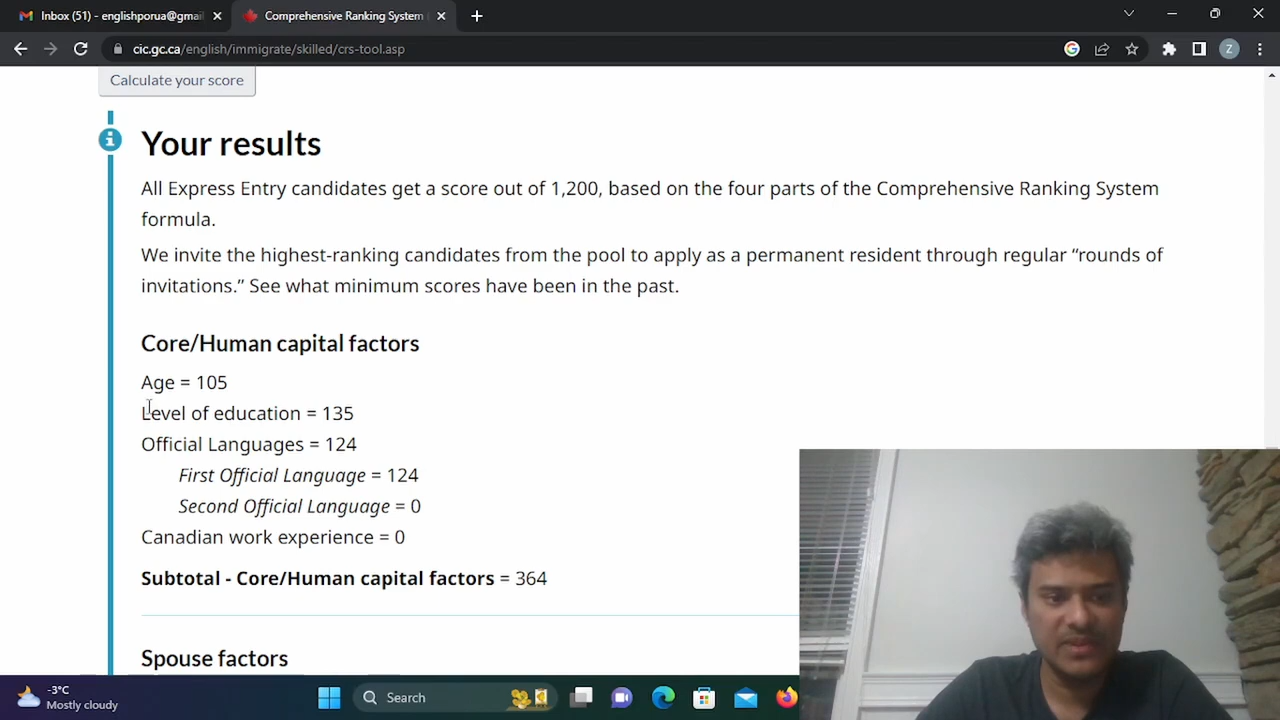 Inbox (51) - englishporua@gmai
Comprehensive Ranking System
cic.gc.ca/english/immigrate/skilled/crs-tool.asp
Z
Calculate your score
Your results
All Express Entry candidates get a score out of 1,200, based on the four parts of the Comprehensive Ranking System
formula.
We invite the highest-ranking candidates from the pool to apply as a permanent resident through regular “rounds of
invitations.” See what minimum scores have been in the past.
Core/Human capital factors
Age = 105
Level of education = 135
Official Languages = 124
First Official Language = 124
Second Official Language = 0
Canadian work experience = 0
Subtotal - Core/Human capital factors = 364
Spouse factors
-3°C
Mostly cloudy
Search